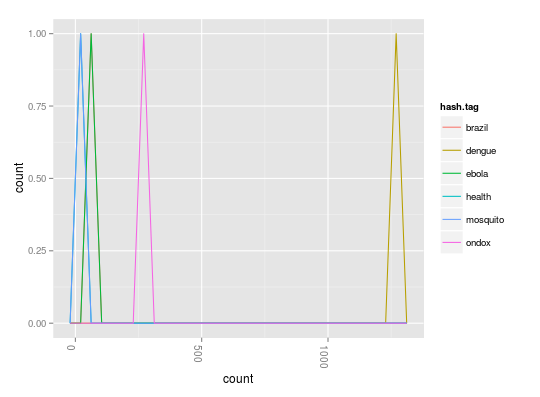 1.00
0.75
0.50
0.25
0.00
count
0
500
1000
count
hash.tag
brazil
dengue
ebola
health
mosquito
ondox